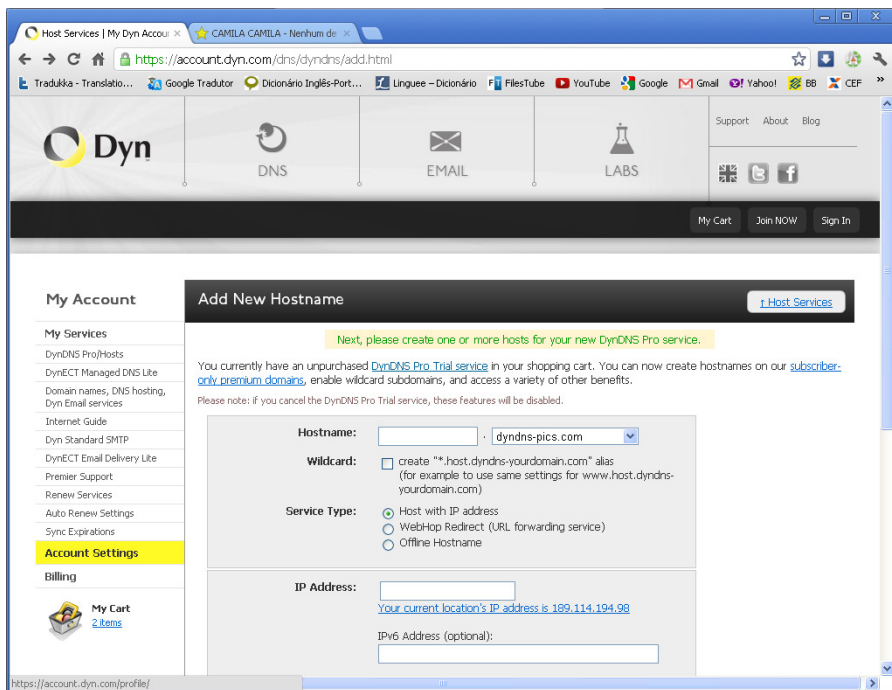 Host Services | My Dyn Accou
CAMILA CAMILA - Nenhum de
https://account.dyn.com/dns/dyndns/add.html
Tradukka - Translatio...
Google Tradutor
Dicionário Inglês-Port...
Linguee – Dicionário
FilesTube
YouTube
Google
Gmail
Yahoo!
BB
CEF
»
Dyn
DNS
EMAIL
LABS
Support About Blog
My Cart
Join NOW
Sign In
My Account
My Services
DynDNS Pro/Hosts
DynECT Managed DNS Lite
Domain names, DNS hosting,
Dyn Email services
Internet Guide
Dyn Standard SMTP
DynECT Email Delivery Lite
Premier Support
Renew Services
Auto Renew Settings
Sync Expirations
Account Settings
Billing
My Cart
2 items
Add New Hostname
↑ Host Services
Next, please create one or more hosts for your new DynDNS Pro service.
You currently have an unpurchased DynDNS Pro Trial service in your shopping cart. You can now create hostnames on our subscriber-
only premium domains, enable wildcard subdomains, and access a variety of other benefits.
Please note: if you cancel the DynDNS Pro Trial service, these features will be disabled.
Hostname: . dyndns-pics.com
Wildcard: create "*.host.dyndns-yourdomain.com" alias
(for example to use same settings for www.host.dyndns-
yourdomain.com)
Service Type: Host with IP address
WebHop Redirect (URL forwarding service)
Offline Hostname
IP Address:
Your current location's IP address is 189.114.194.98
IPv6 Address (optional):
https://account.dyn.com/profile/